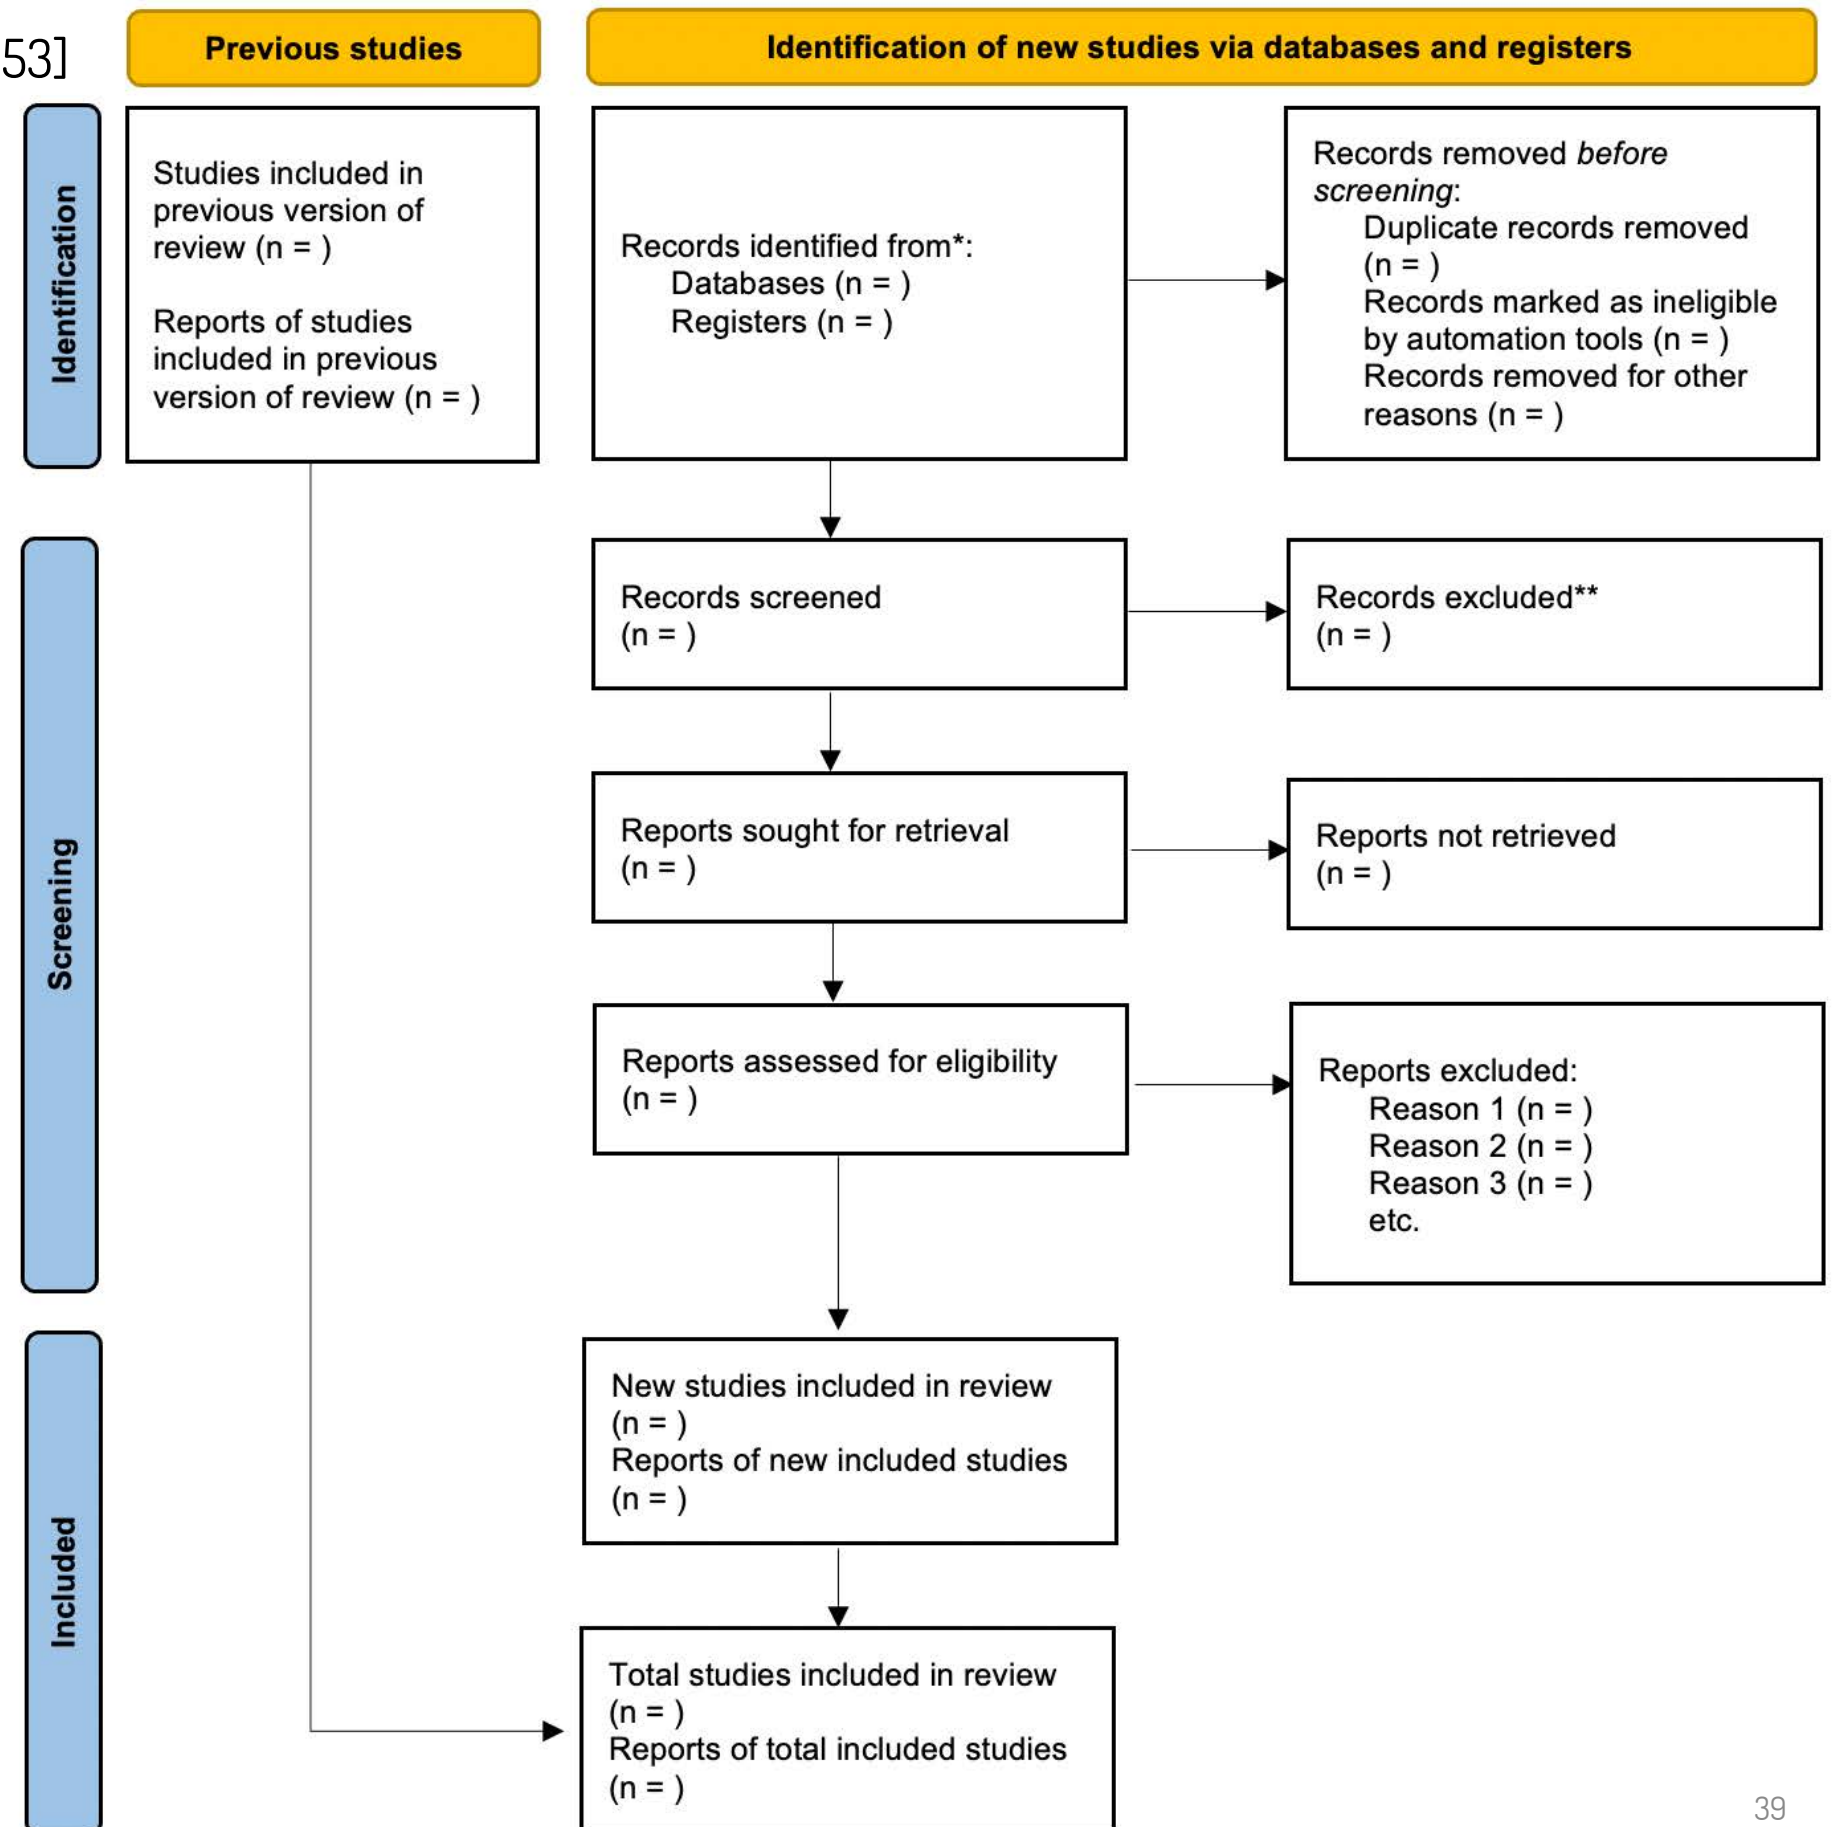 53]
Previous studies
Identification of new studies via databases and registers
Identification
Studies included in
previous version of
review (n = )
Reports of studies
included in previous
version of review (n = )
Records identified from*:
Databases (n = )
Registers (n = )
Records removed before
screening:
Duplicate records removed
(n = )
Records marked as ineligible
by automation tools (n = )
Records removed for other
reasons (n = )
Screening
Records screened
(n = )
Records excluded**
(n = )
Reports sought for retrieval
(n = )
Reports not retrieved
(n = )
Reports assessed for eligibility
(n = )
Reports excluded:
Reason 1 (n = )
Reason 2 (n = )
Reason 3 (n = )
etc.
Included
New studies included in review
(n = )
Reports of new included studies
(n = )
Total studies included in review
(n = )
Reports of total included studies
(n = )
39